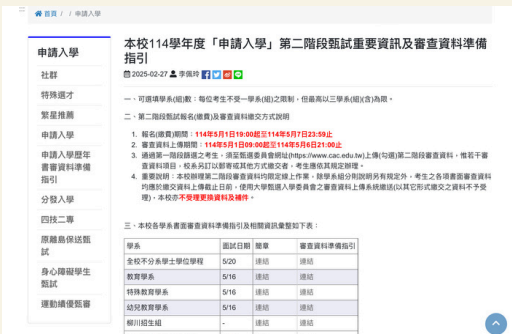 首頁 / / 申請入學
申請入學
社群
特殊選才
繁星推薦
申請入學
申請入學歷年
書審資料準備
指引
分發入學
四技二專
原離島保送甄
試
身心障礙學生
甄試
運動績優甄審
本校114學年度「申請入學」第二階段甄試重要資訊及審查資料準備
指引
2025-02-27 李佩玲
一、可選填學系(組)數：每位考生不受一學系(組)之限制，但最高以三學系(組)(含)為限。
二、第二階段甄試報名(繳費)及審查資料繳交方式說明
1. 報名(繳費)期間：114年5月1日19:00起至114年5月7日23:59止
2. 審查資料上傳期間：114年5月1日09:00起至114年5月6日21:00止
3. 通過第一階段篩選之考生，須至甄選委員會網址(https://www.cac.edu.tw)上傳(勾選)第二階段審查資料，惟若干審
查資料項目，校系另訂以郵寄或其他方式繳交者，考生應依其規定辦理。
4. 重要說明：本校辦理第二階段審查資料均限定線上作業，除學系組分則說明另有規定外，考生之各項書面審查資料
均應於繳交資料上傳截止日前，使用大學甄選入學委員會之審查資料上傳系統繳送(以其它形式繳交之資料不予受
理)，本校亦不受理更換資料及補件。
三、本校各學系書面審查資料準備指引及相關資訊彙整如下表：
學系 面試日期 簡章 審查資料準備指引
全校不分系學士學位學程 5/20 連結 連結
教育學系 5/16 連結 連結
特殊教育學系 5/16 連結 連結
幼兒教育學系 5/16 連結 連結
柳川招生組 - 連結 連結